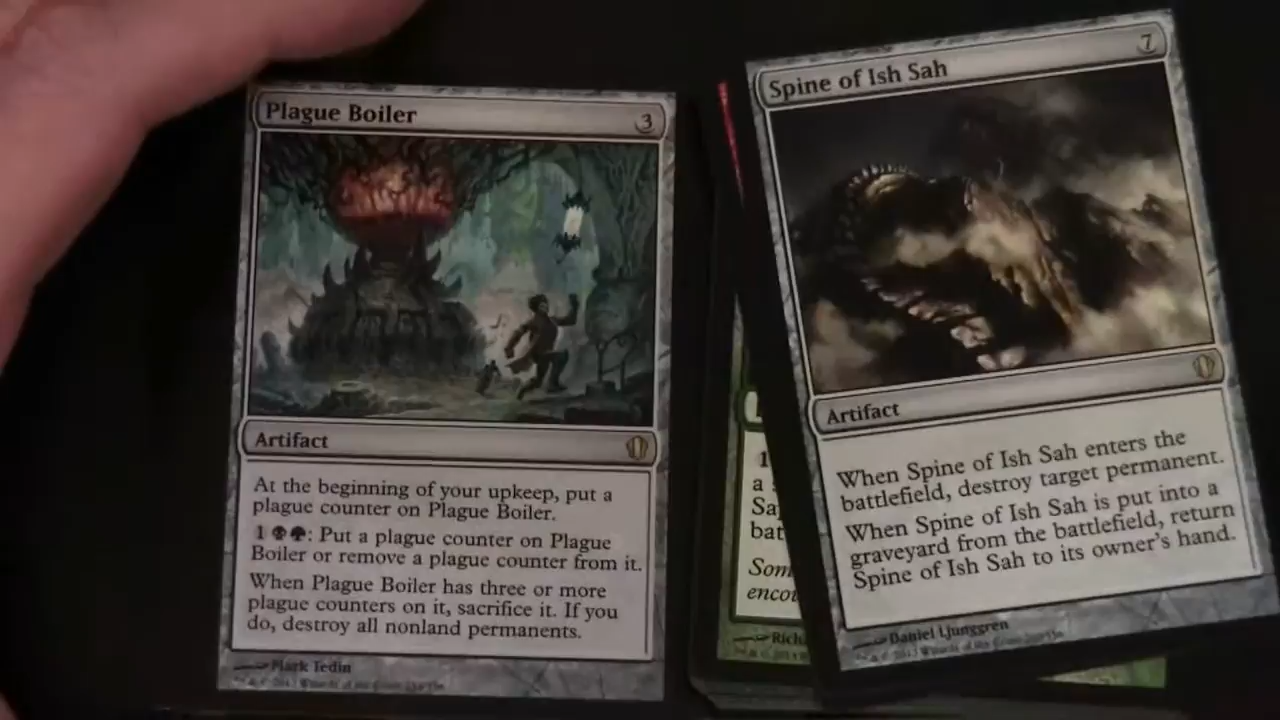 Plague Boiler
3
Artifact
At the beginning of your upkeep, put a
plague counter on Plague Boiler.
1 : Put a plague counter on Plague
Boiler or remove a plague counter from it.
When Plague Boiler has three or more
plague counters on it, sacrifice it. If you
do, destroy all nonland permanents.
Mark Tedin
1
a
bat
Som
Spine of Ish Sah
7
Artifact
When Spine of Ish Sah enters the
battlefield, destroy target permanent.
When Spine of Ish Sah is put into a
graveyard from the battlefield, return
Spine of Ish Sah to its owner's hand.
Daniel Ljunggren